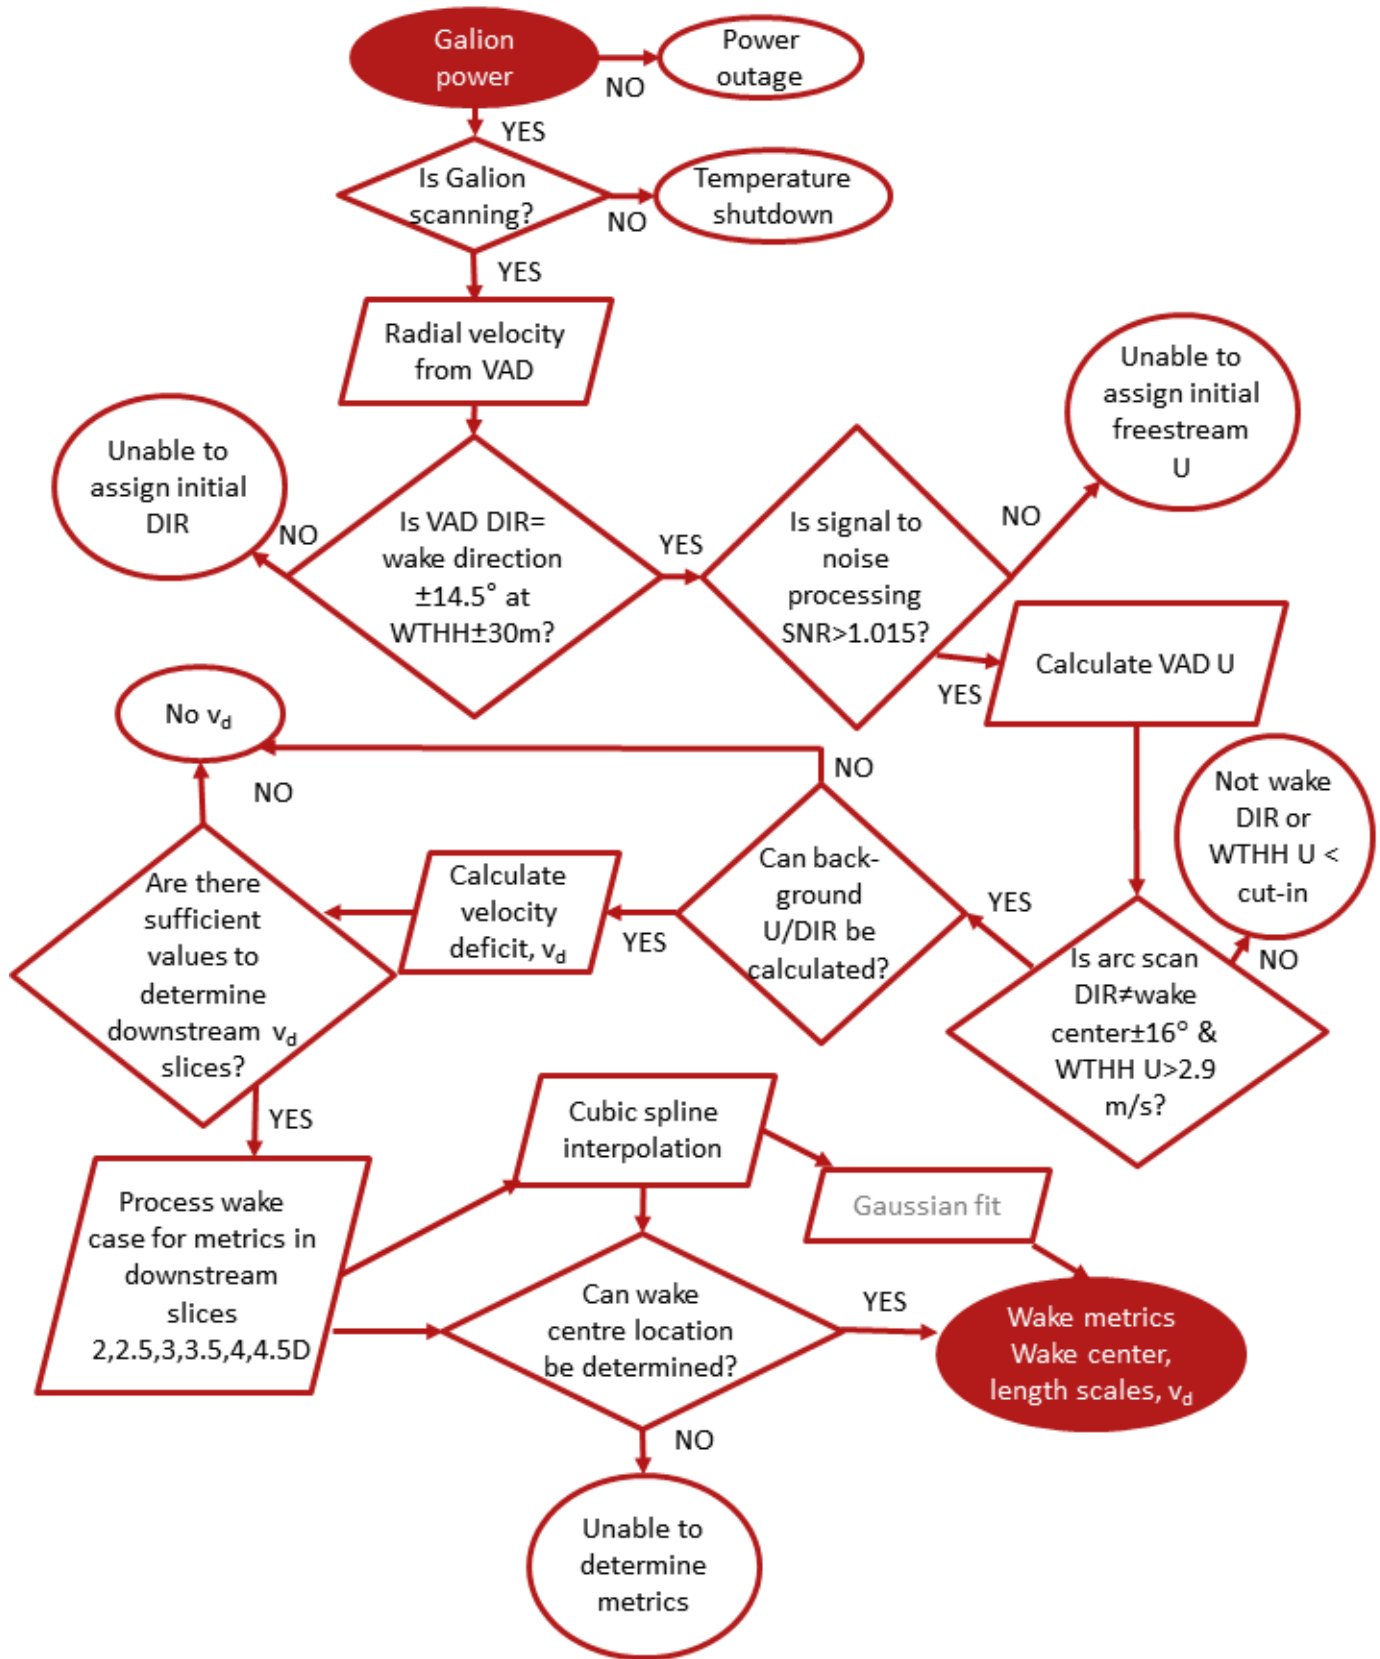 Galion
power
NO
Power
outage
YES
Is Galion
scanning?
NO
Temperature
shutdown
YES
Radial velocity
from VAD
Unable to
assign initial
DIR
NO
Is VAD DIR=
wake direction
±14.5° at
WTHH±30m?
YES
Is signal to
noise
processing
SNR>1.015?
NO
Unable to
assign initial
freestream
U
YES
Calculate VAD U
Not wake
DIR or
WTHH U <
cut-in
NO
Is arc scan
DIR≠wake
center±16° &
WTHH U>2.9
m/s?
YES
Can back-
ground
U/DIR be
calculated?
NO
No vd
YES
Calculate
velocity
deficit, vd
NO
Are there
sufficient
values to
determine
downstream vd
slices?
YES
Process wake
case for metrics in
downstream
slices
2,2.5,3,3.5,4,4.5D
Cubic spline
interpolation
Gaussian fit
Can wake
centre location
be determined?
YES
Wake metrics
Wake center,
length scales, vd
NO
Unable to
determine
metrics